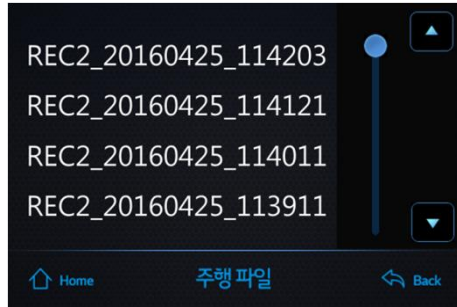 REC2_20160425_114203
REC2_20160425_114121
REC2_20160425_114011
REC2_20160425_113911
Home 주행 파일 Back